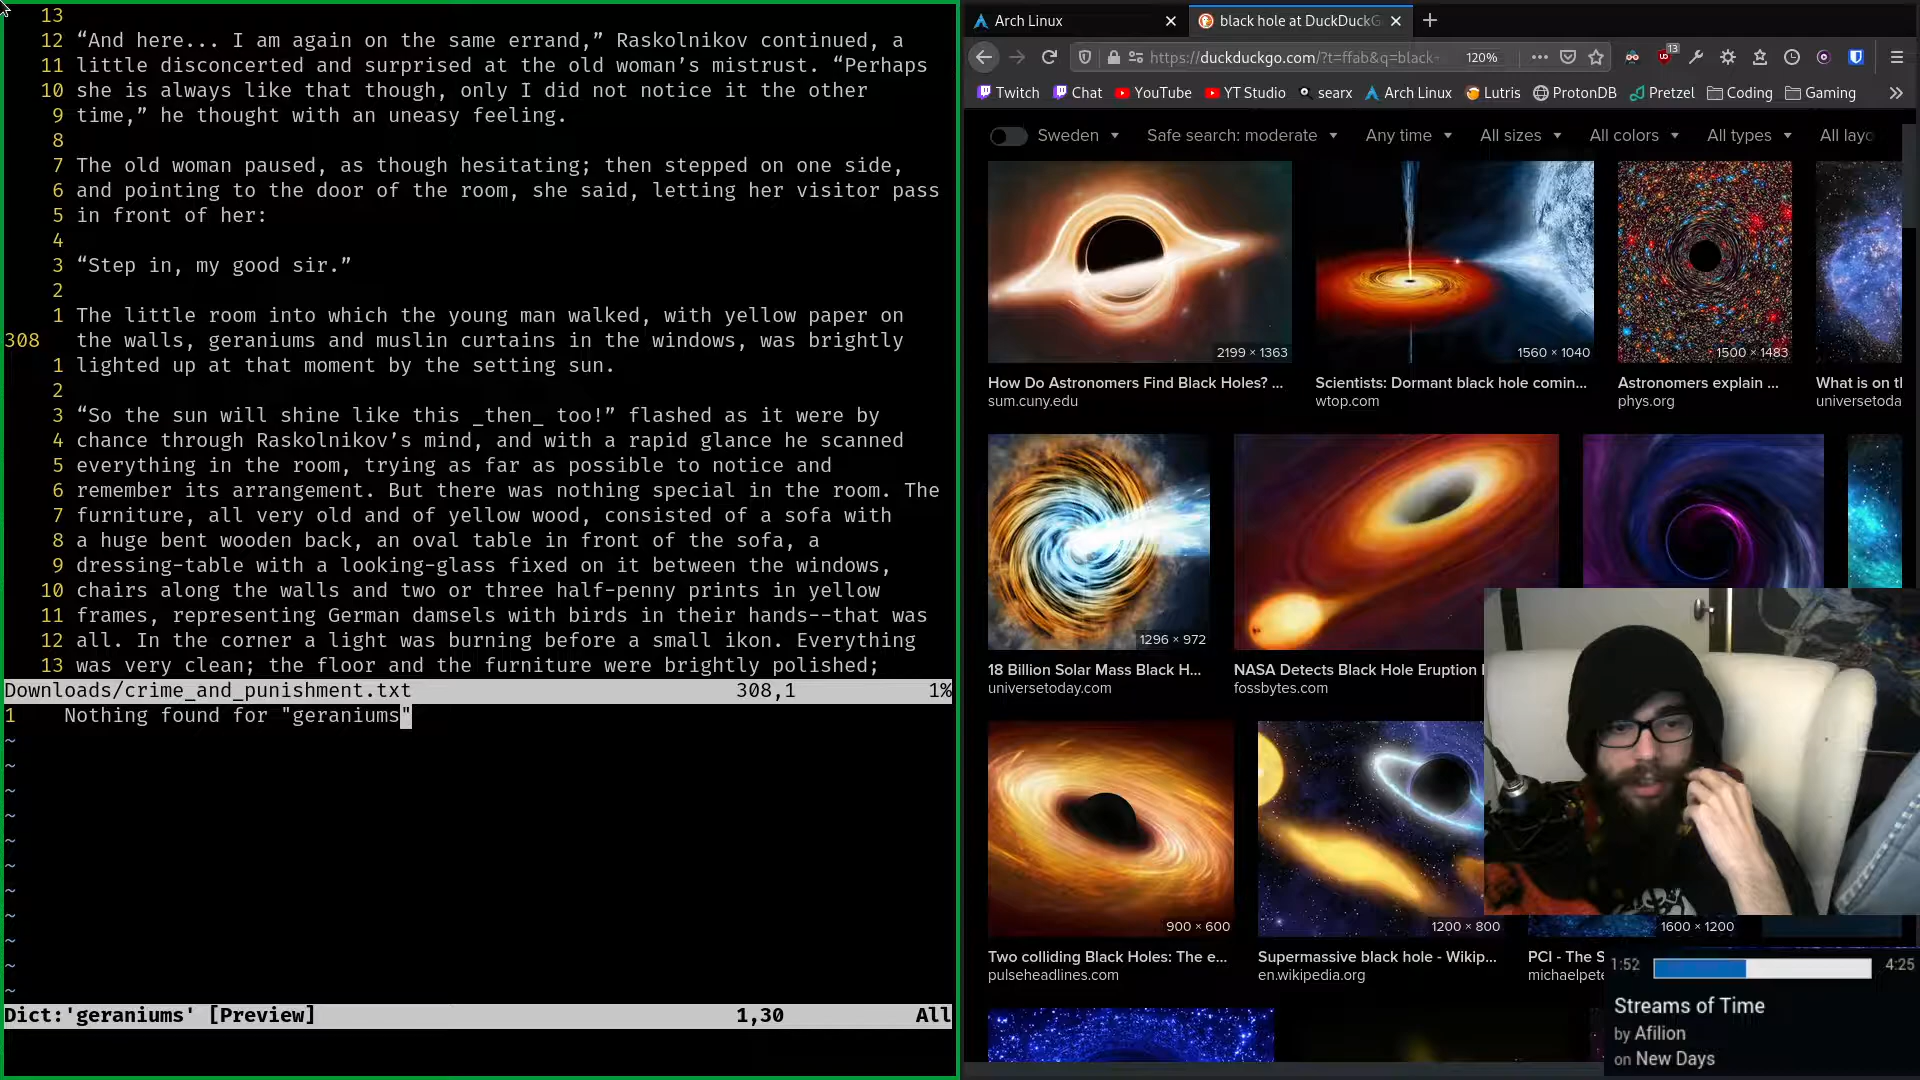 13
12 “And here... I am again on the same errand,” Raskolnikov continued, a
11 little disconcerted and surprised at the old woman’s mistrust. “Perhaps
10 she is always like that though, only I did not notice it the other
9 time,” he thought with an uneasy feeling.
8
7 The old woman paused, as though hesitating; then stepped on one side,
6 and pointing to the door of the room, she said, letting her visitor pass
5 in front of her:
4
3 “Step in, my good sir.”
2
1 The little room into which the young man walked, with yellow paper on
308 the walls, geraniums and muslin curtains in the windows, was brightly
1 lighted up at that moment by the setting sun.
2
3 “So the sun will shine like this _then_ too!” flashed as it were by
4 chance through Raskolnikov’s mind, and with a rapid glance he scanned
5 everything in the room, trying as far as possible to notice and
6 remember its arrangement. But there was nothing special in the room. The
7 furniture, all very old and of yellow wood, consisted of a sofa with
8 a huge bent wooden back, an oval table in front of the sofa, a
9 dressing-table with a looking-glass fixed on it between the windows,
10 chairs along the walls and two or three half-penny prints in yellow
11 frames, representing German damsels with birds in their hands--that was
12 all. In the corner a light was burning before a small ikon. Everything
13 was very clean; the floor and the furniture were brightly polished;
Downloads/crime_and_punishment.txt 308,1 1%
1 Nothing found for "geraniums"
~
~
~
~
~
~
~
~
~
~
~
Dict:'geraniums' [Preview] 1,30 All
Arch Linux black hole at DuckDuckG
https://duckduckgo.com/?t=ffab&q=black- 120% 13
Twitch Chat YouTube YT Studio searx Arch Linux Lutris ProtonDB Pretzel Coding Gaming
Sweden Safe search: moderate Any time All sizes All colors All types All layo
2199 × 1363 1560 × 1040 1500 × 1483
How Do Astronomers Find Black Holes? ... Scientists: Dormant black hole comin... Astronomers explain ... What is on tl
sum.cuny.edu wtop.com phys.org universetoda
1296 × 972
18 Billion Solar Mass Black H... NASA Detects Black Hole Eruption
universetoday.com fossbytes.com
900 × 600 1200 × 800 1600 × 1200
Two colliding Black Holes: The e... Supermassive black hole - Wikip... PCI - The S
pulseheadlines.com en.wikipedia.org michaelpete
1:52 4:25
Streams of Time
by Afilion
on New Days